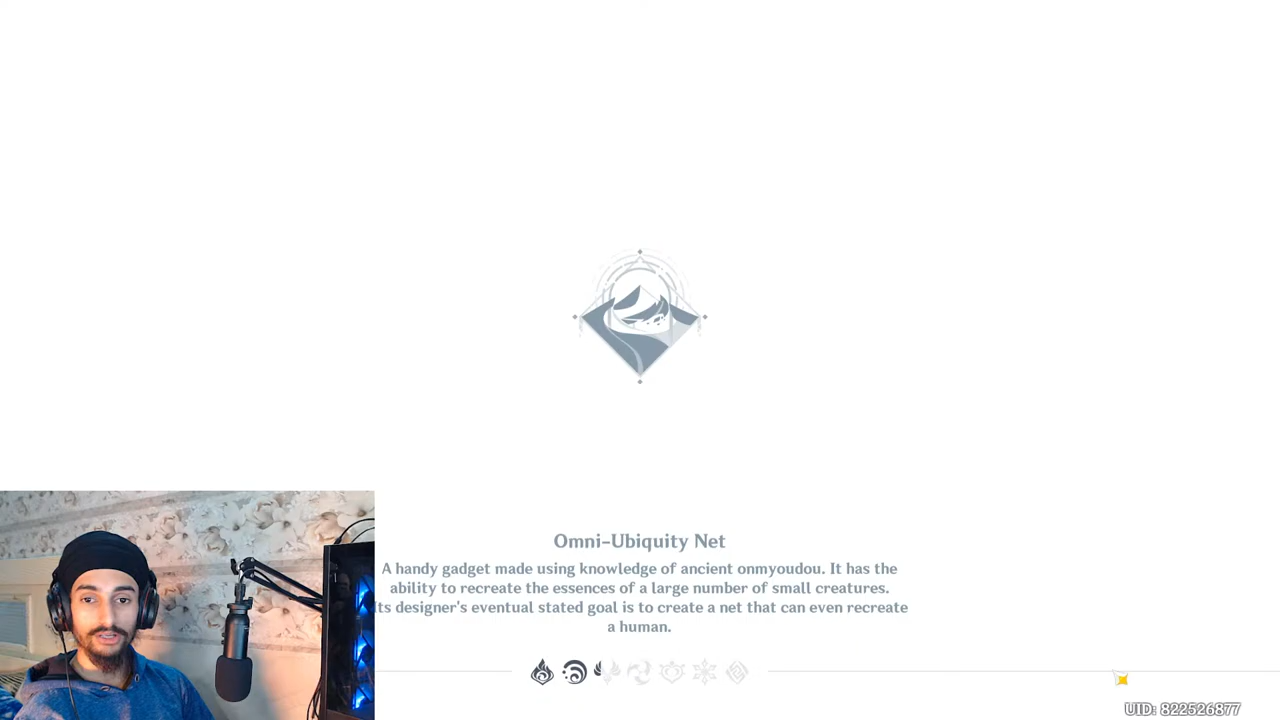 Omni-Ubiquity Net
A handy gadget made using knowledge of ancient onmyoudou. It has the
ability to recreate the essences of a large number of small creatures.
Its designer's eventual stated goal is to create a net that can even recreate
a human.
UID: 822526877